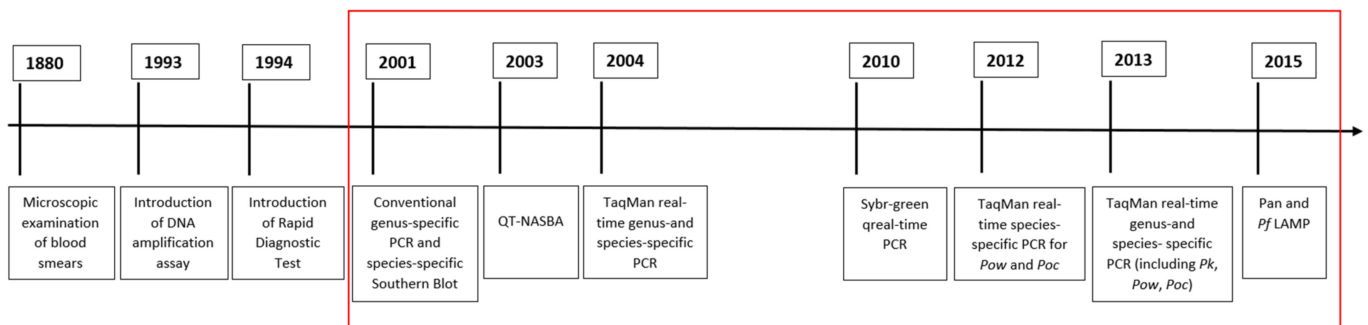 1880
1993
1994
2001
2003
2004
2010
2012
2013
2015
Microscopic
examination
of blood
smears
Introduction
of DNA
amplification
assay
Introduction
of Rapid
Diagnostic
Test
Conventional
genus-specific
PCR and
species-specific
Southern Blot
QT-NASBA
TaqMan real-
time genus-and
species-specific
PCR
Sybr-green
qreal-time
PCR
TaqMan real-
time species-
specific PCR for
Pow and Poc
TaqMan real-time
genus-and
species- specific
PCR (including Pk,
Pow, Poc)
Pan and
Pf LAMP